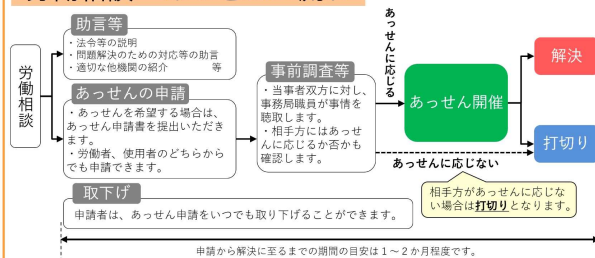 助言等
・法令等の説明
・問題解決のための対応等の助言
・適切な他機関の紹介　　　等
労働相談
あっせんの申請
・あっせんを希望する場合は、
あっせん申請書を提出いただき
ます。
・労働者、使用者のどちらから
でも申請できます。
事前調査等
・当事者双方に対し、
事務局職員が事情を
聴取します。
・相手方にはあっせ
んに応じるか否かも
確認します。
あっせんに応じる
あっせん開催
解決
打切り
あっせんに応じない
相手方があっせんに応じな
い場合は打切りとなります。
取下げ
申請者は、あっせん申請をいつでも取り下げることができます。
申請から解決に至るまでの期間の目安は１～２か月程度です。